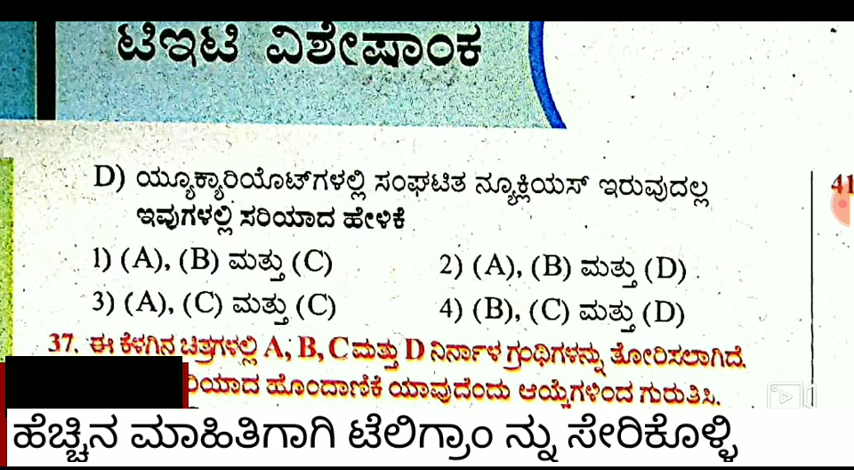 ಟಿಇಟಿ ವಿಶೇಷಾಂಕ
D) ಯ್ಯೂಕ್ಯಾರಿಯೊಟ್‌ಗಳಲ್ಲಿ ಸಂಘಟಿತ ನ್ಯೂಕ್ಲಿಯಸ್ ಇರುವುದಲ್ಲ
ಇವುಗಳಲ್ಲಿ ಸರಿಯಾದ ಹೇಳಿಕೆ
1) (A), (B) ಮತ್ತು (C) 2) (A), (B) ಮತ್ತು (D)
3) (A), (C) ಮತ್ತು (C) 4) (B), (C) ಮತ್ತು (D)
37. ಈ ಕೆಳಗಿನ ಚಿತ್ರಗಳಲ್ಲಿ A, B, C ಮತ್ತು D ನಿರ್ನಾಳ ಗ್ರಂಥಿಗಳನ್ನು ತೋರಿಸಲಾಗಿದೆ.
ರಿಯಾದ ಹೊಂದಾಣಿಕೆ ಯಾವುದೆಂದು ಆಯ್ಕೆಗಳಿಂದ ಗುರುತಿಸಿ.
41
ಹೆಚ್ಚಿನ ಮಾಹಿತಿಗಾಗಿ ಟೆಲಿಗ್ರಾಂ ನ್ನು ಸೇರಿಕೊಳ್ಳಿ